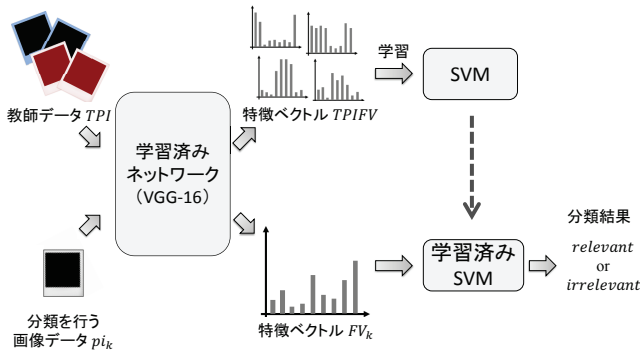 教師データ TPI
学習済み
ネットワーク
（VGG-16）
特徴ベクトル TPIFV
学習
SVM
分類を行う
画像データ pi_k
特徴ベクトル FV_k
学習済み
SVM
分類結果
relevant
or
irrelevant